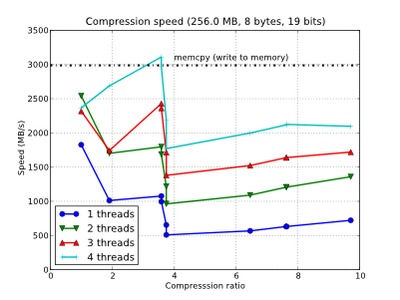 Compression speed (256.0 MB, 8 bytes, 19 bits)
3500
3000
2500
2000
1500
1000
500
0
Speed (MB/s)
memcpy (write to memory)
1 threads
2 threads
3 threads
4 threads
0 2 4 6 8 10
Compresssion ratio